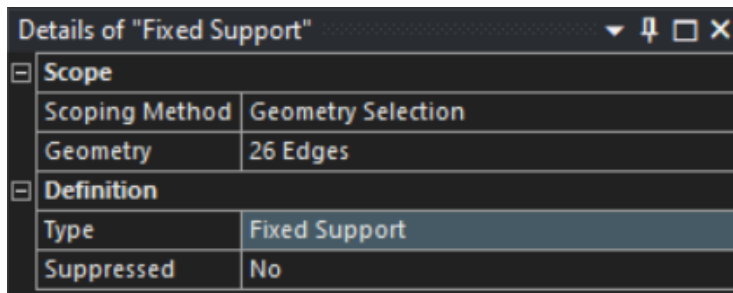 Details of "Fixed Support"
Scope
Scoping Method Geometry Selection
Geometry 26 Edges
Definition
Type Fixed Support
Suppressed No